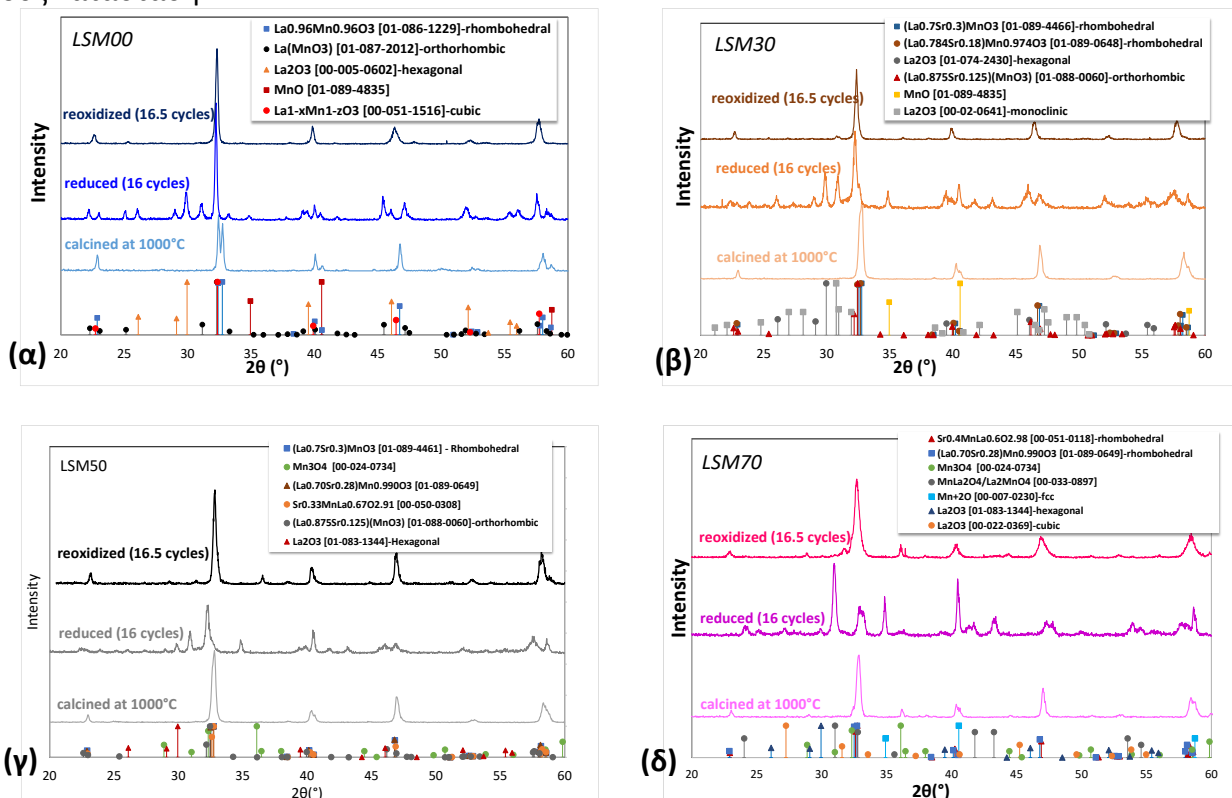 LSM00
La0.96Mn0.96O3 [01-086-1229]-rhombohedral
La(MnO3) [01-087-2012]-orthorhombic
La2O3 [00-005-0602]-hexagonal
MnO [01-089-4835]
La1-xMn1-zO3 [00-051-1516]-cubic
reoxidized (16.5 cycles)
reduced (16 cycles)
calcined at 1000°C
Intensity
20 25 30 35 40 45 50 55 60
2θ (°)
(α)
LSM30
(La0.7Sr0.3)MnO3 [01-089-4466]-rhombohedral
(La0.784Sr0.18)Mn0.974O3 [01-089-0648]-rhombohedral
La2O3 [01-074-2430]-hexagonal
(La0.875Sr0.125)(MnO3) [01-088-0060]-orthorhombic
MnO [01-089-4835]
La2O3 [00-02-0641]-monoclinic
reoxidized (16.5 cycles)
reduced (16 cycles)
calcined at 1000°C
Intensity
20 25 30 35 40 45 50 55 60
2θ (°)
(β)
LSM50
(La0.7Sr0.3)MnO3 [01-089-4461] - Rhombohedral
Mn3O4 [00-024-0734]
(La0.70Sr0.28)Mn0.990O3 [01-089-0649]
Sr0.33MnLa0.67O2.91 [00-050-0308]
(La0.875Sr0.125)(MnO3) [01-088-0060]-orthorhombic
La2O3 [01-083-1344]-Hexagonal
reoxidized (16.5 cycles)
reduced (16 cycles)
calcined at 1000°C
Intensity
20 25 30 35 40 45 50 55 60
2θ(°)
(γ)
LSM70
Sr0.4MnLa0.6O2.98 [00-051-0118]-rhombohedral
(La0.70Sr0.28)Mn0.990O3 [01-089-0649]-rhombohedral
Mn3O4 [00-024-0734]
MnLa2O4/La2MnO4 [00-033-0897]
Mn+2O [00-007-0230]-fcc
La2O3 [01-083-1344]-hexagonal
La2O3 [00-022-0369]-cubic
reoxidized (16.5 cycles)
reduced (16 cycles)
calcined at 1000°C
Intensity
20 25 30 35 40 45 50 55 60
2θ(°)
(δ)